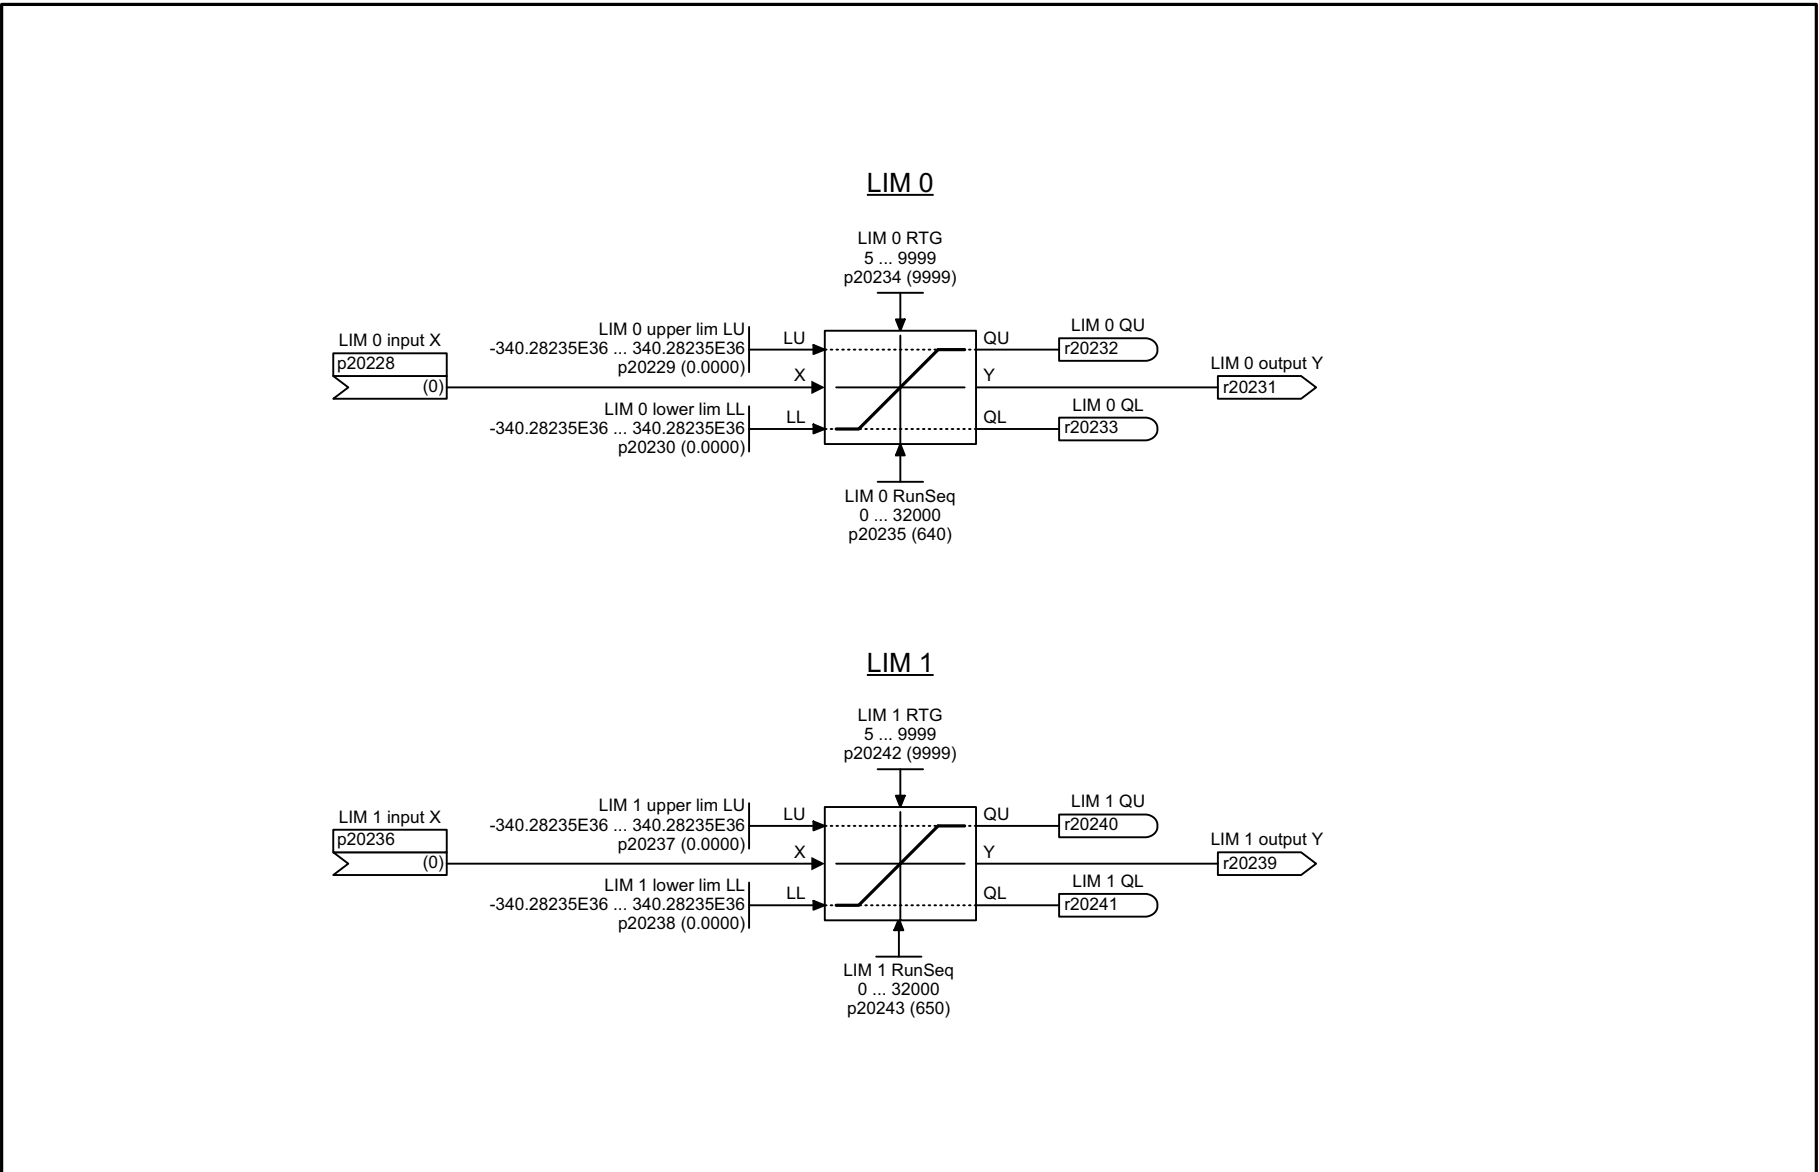 LIM 0
LIM 0 RTG
5 ... 9999
p20234 (9999)
LIM 0 input X
p20228
(0)
LIM 0 upper lim LU
-340.28235E36 ... 340.28235E36
p20229 (0.0000)
LU
X
LIM 0 lower lim LL
-340.28235E36 ... 340.28235E36
p20230 (0.0000)
LL
QU
Y
QL
LIM 0 QU
r20232
LIM 0 output Y
r20231
LIM 0 QL
r20233
LIM 0 RunSeq
0 ... 32000
p20235 (640)
LIM 1
LIM 1 RTG
5 ... 9999
p20242 (9999)
LIM 1 input X
p20236
(0)
LIM 1 upper lim LU
-340.28235E36 ... 340.28235E36
p20237 (0.0000)
LU
X
LIM 1 lower lim LL
-340.28235E36 ... 340.28235E36
p20238 (0.0000)
LL
QU
Y
QL
LIM 1 QU
r20240
LIM 1 output Y
r20239
LIM 1 QL
r20241
LIM 1 RunSeq
0 ... 32000
p20243 (650)